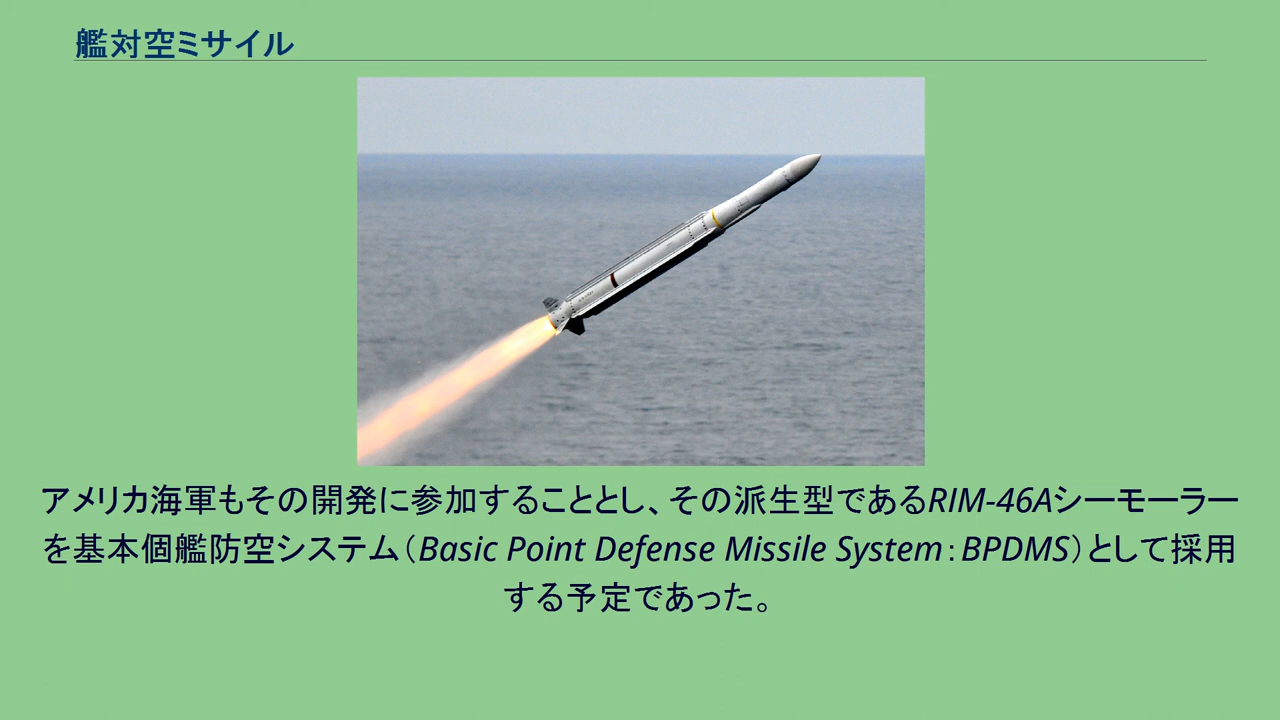 艦対空ミサイル
アメリカ海軍もその開発に参加することとし、その派生型であるRIM-46Aシーモーラー
を基本個艦防空システム（Basic Point Defense Missile System：BPDMS）として採用
する予定であった。